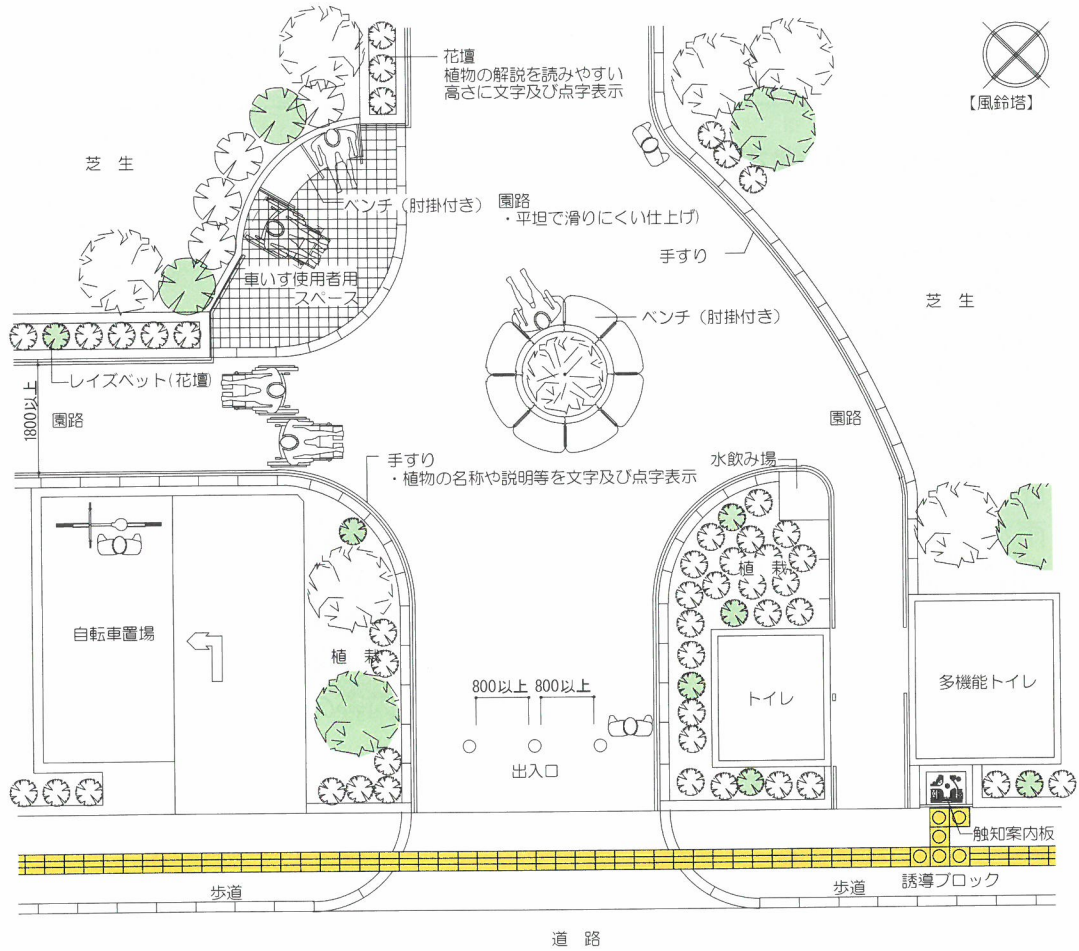 花壇
植物の解説を読みやすい
高さに文字及び点字表示
【風鈴塔】
芝 生
ベンチ（肘掛付き）
園路
・平坦で滑りにくい仕上げ）
手すり
車いす使用者用
スペース
芝 生
ベンチ（肘掛付き）
レイズベット(花壇)
1800以上
園路
園路
手すり
・植物の名称や説明等を文字及び点字表示
水飲み場
植 栽
自転車置場
植 栽
800以上 800以上
トイレ
多機能トイレ
出入口
触知案内板
誘導ブロック
歩道
歩道
道 路